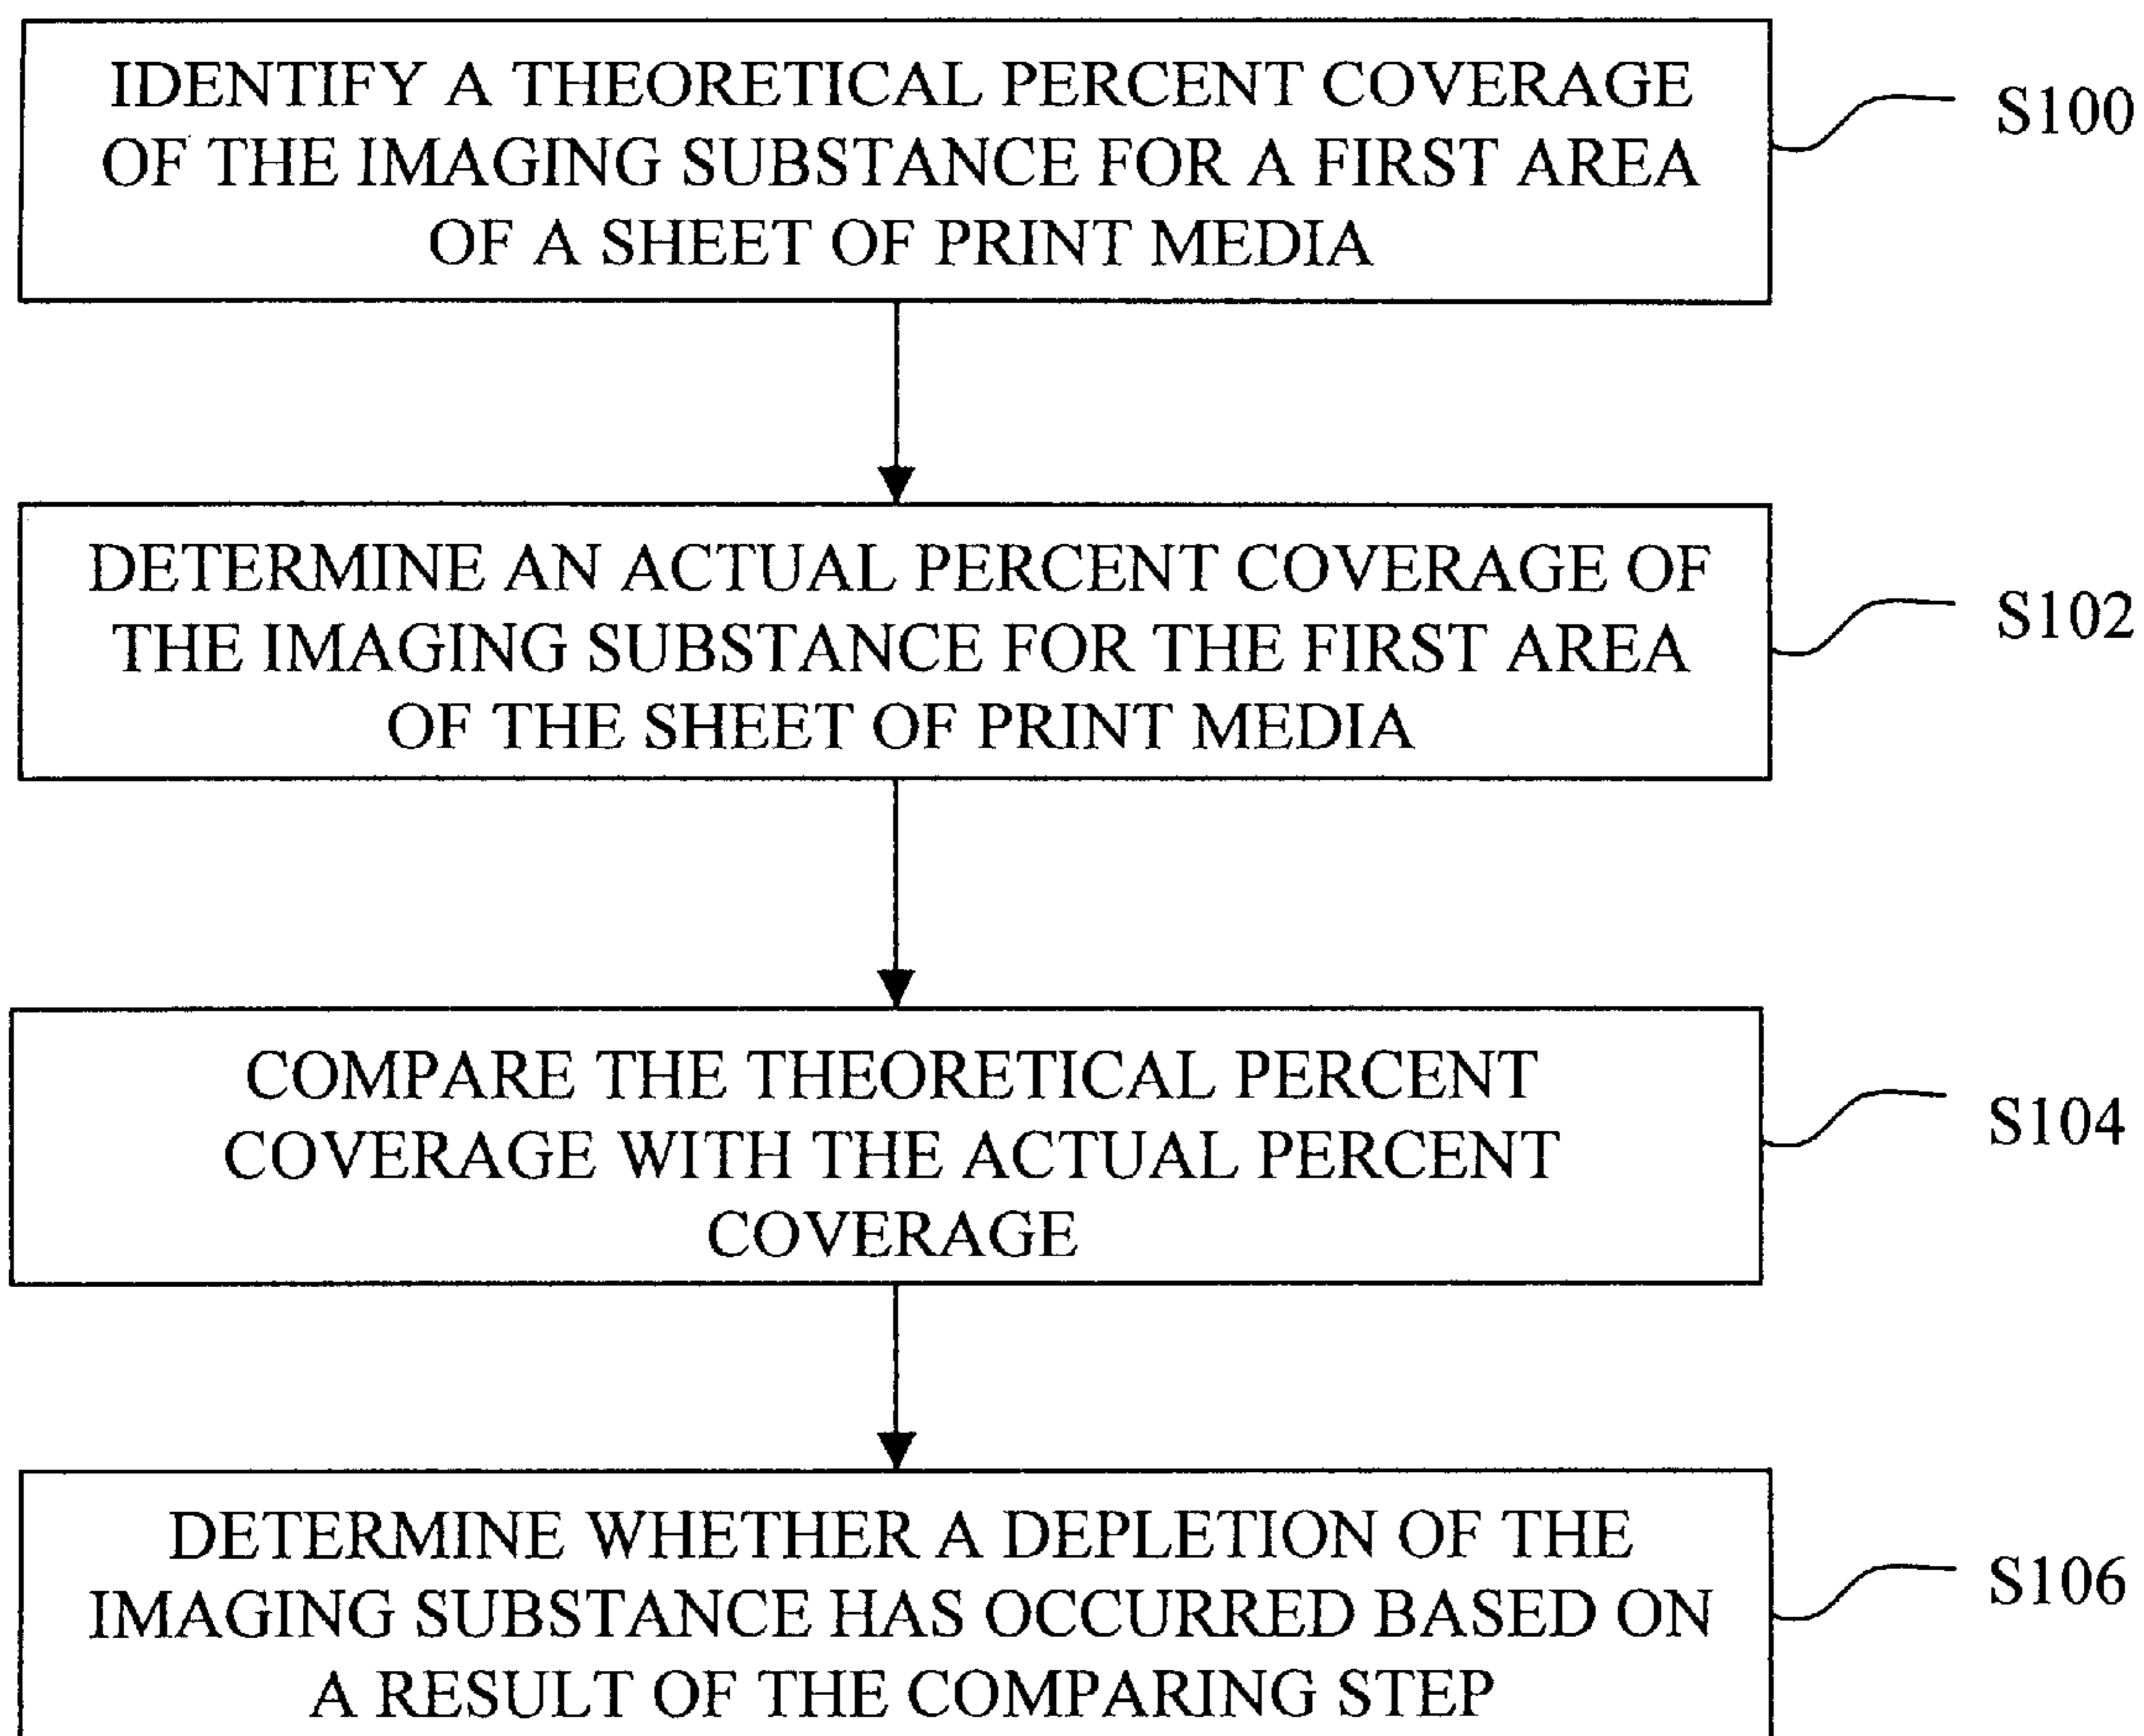 IDENTIFY A THEORETICAL PERCENT COVERAGE
OF THE IMAGING SUBSTANCE FOR A FIRST AREA
OF A SHEET OF PRINT MEDIA
S100
DETERMINE AN ACTUAL PERCENT COVERAGE OF
THE IMAGING SUBSTANCE FOR THE FIRST AREA
OF THE SHEET OF PRINT MEDIA
S102
COMPARE THE THEORETICAL PERCENT
COVERAGE WITH THE ACTUAL PERCENT
COVERAGE
S104
DETERMINE WHETHER A DEPLETION OF THE
IMAGING SUBSTANCE HAS OCCURRED BASED ON
A RESULT OF THE COMPARING STEP
S106